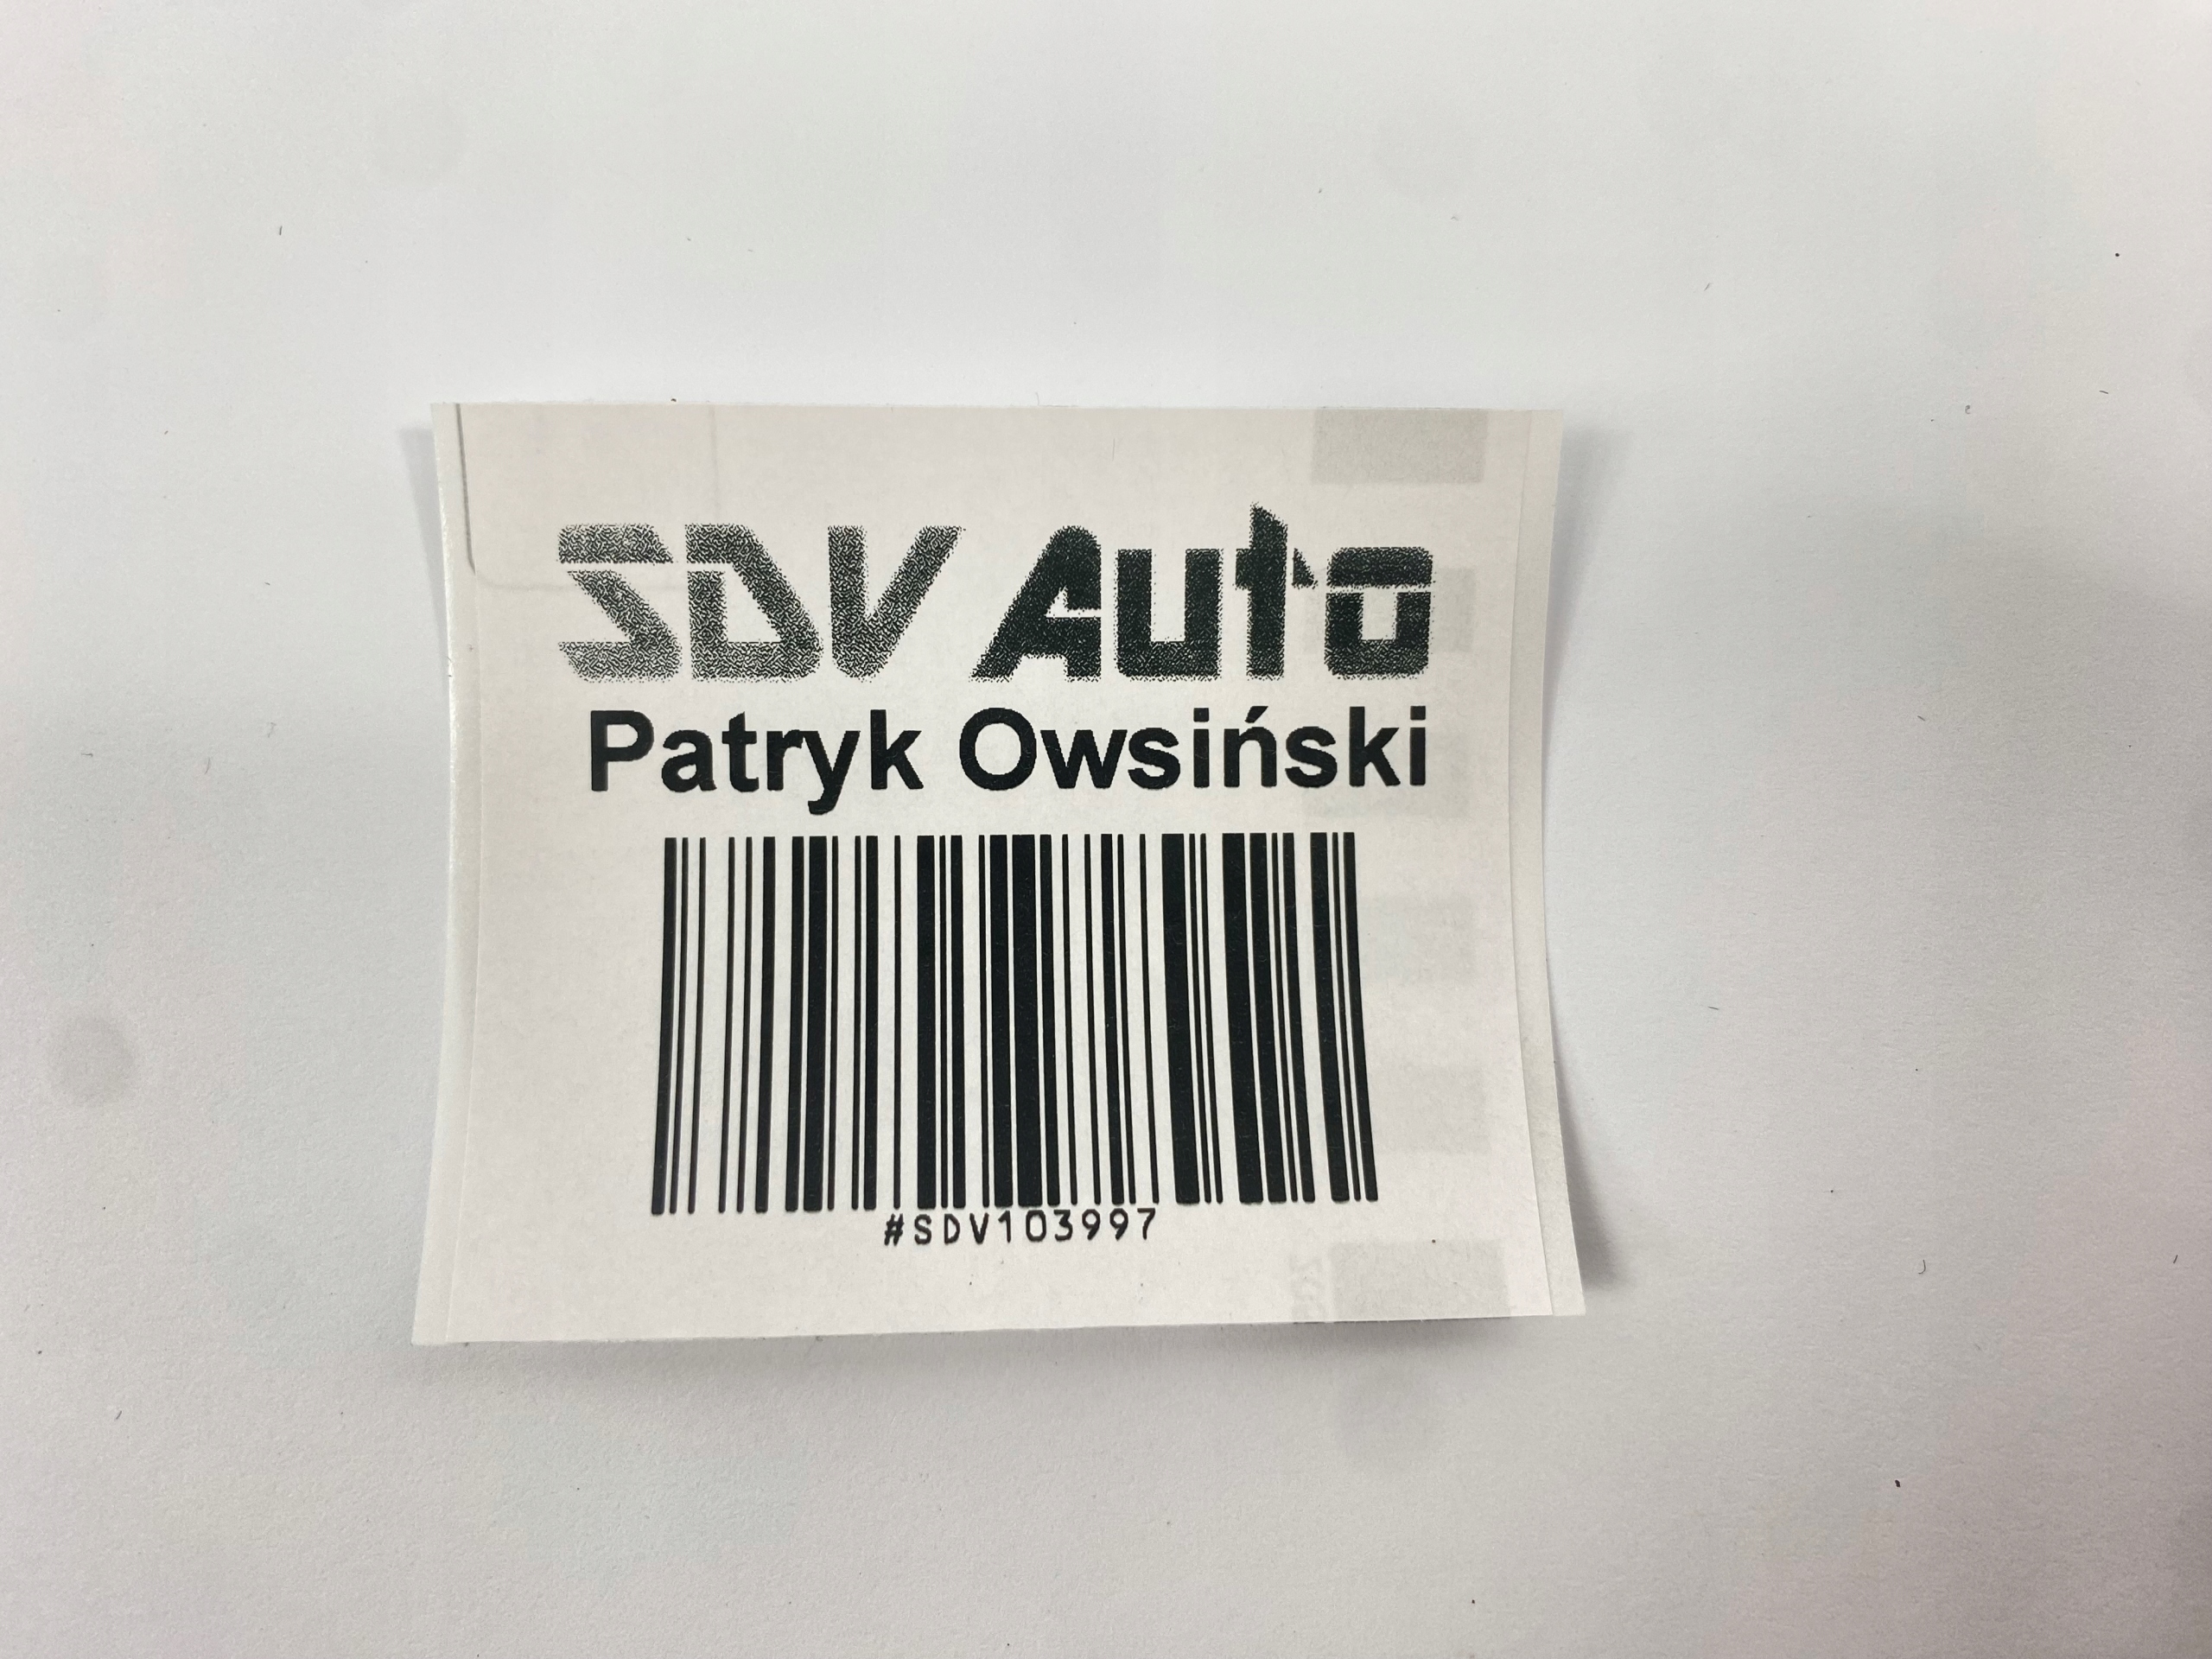 SDV Auto
Patryk Owsiński
#SDV103997